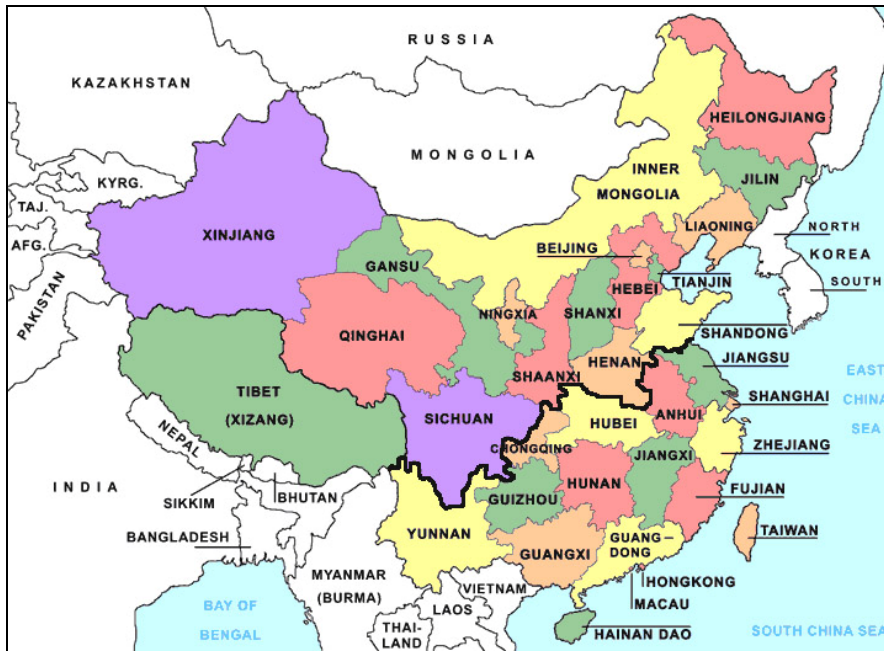 RUSSIA
KAZAKHSTAN
MONGOLIA
HEILONGJIANG
INNER
MONGOLIA
JILIN
KYRG.
TAJ.
AFG.
PAKISTAN
XINJIANG
GANSU
BEIJING
LIAONING
NORTH
KOREA
SOUTH
TIANJIN
HEBEI
NINGXIA
SHANXI
QINGHAI
SHANDONG
SHAANXI
HENAN
JIANGSU
TIBET
(XIZANG)
SICHUAN
EAST
CHINA
SEA
SHANGHAI
ANHUI
HUBEI
CHONGQING
ZHEJIANG
JIANGXI
NEPAL
INDIA
SIKKIM
BHUTAN
HUNAN
GUIZHOU
FUJIAN
BANGLADESH
YUNNAN
TAIWAN
GUANG –
DONG
GUANGXI
HONGKONG
MACAU
MYANMAR
(BURMA)
VIETNAM
LAOS
THAI-
LAND
BAY OF
BENGAL
HAINAN DAO
SOUTH CHINA SEA